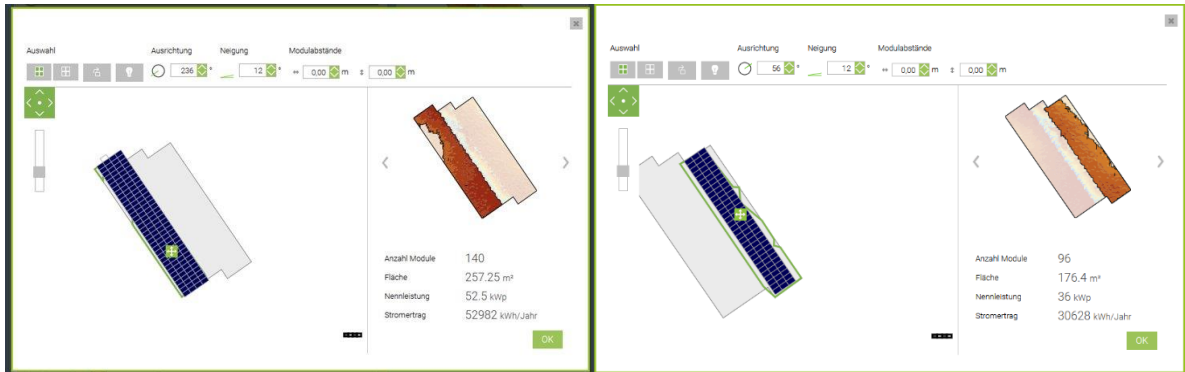 Auswahl Ausrichtung Neigung Modulabstände
236 ° 12 ° 0,00 m 0,00 m
Anzahl Module 140
Fläche 257.25 m²
Nennleistung 52.5 kWp
Stromertrag 52982 kWh/Jahr
OK
Auswahl Ausrichtung Neigung Modulabstände
56 ° 12 ° 0,00 m 0,00 m
Anzahl Module 96
Fläche 176.4 m²
Nennleistung 36 kWp
Stromertrag 30628 kWh/Jahr
OK